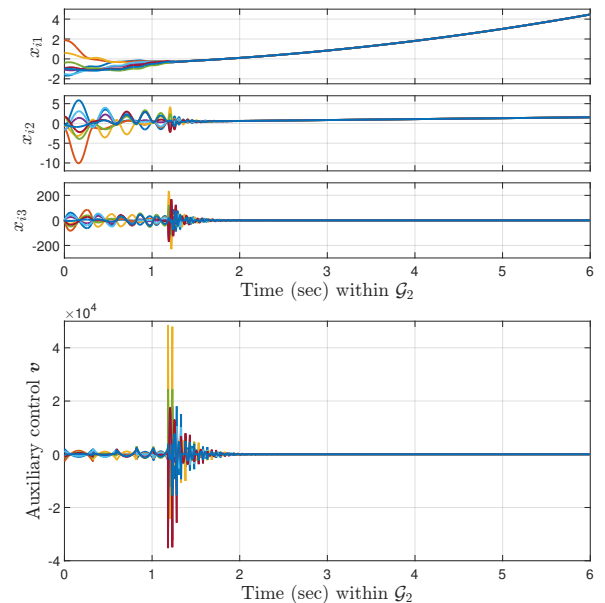 4
2
0
-2
x_{i1}
5
0
-5
-10
x_{i2}
200
0
-200
x_{i3}
0 1 2 3 4 5 6
Time (sec) within 𝒢_2
×10^4
4
2
0
-2
-4
Auxiliary control 𝒗
0 1 2 3 4 5 6
Time (sec) within 𝒢_2